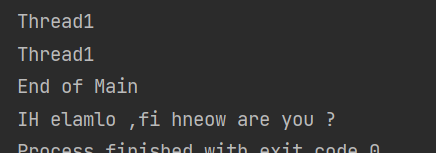 Thread1
Thread1
End of Main
IH elamlo ,fi hneow are you ?
Process finished with exit code 0